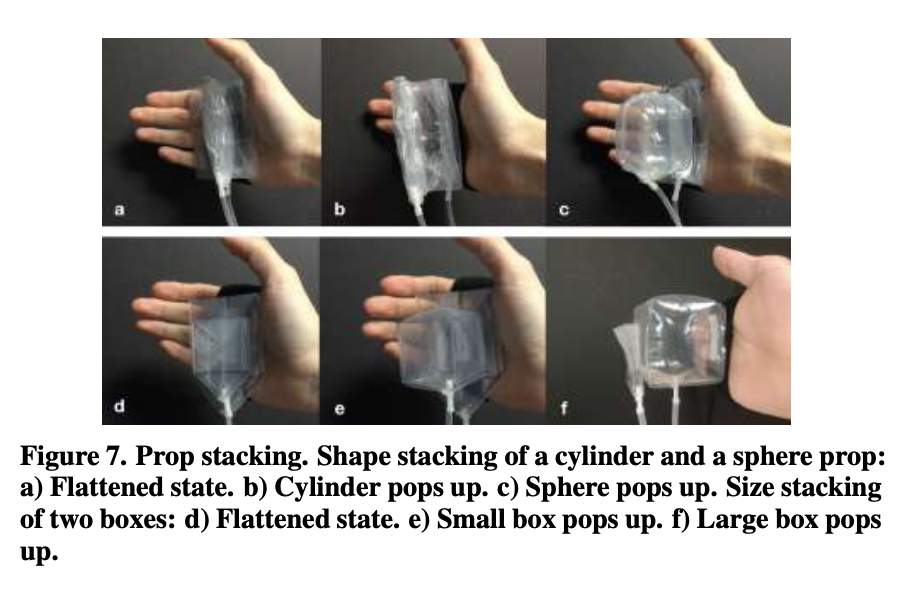 a
b
c
d
e
f
Figure 7. Prop stacking. Shape stacking of a cylinder and a sphere prop:
a) Flattened state. b) Cylinder pops up. c) Sphere pops up. Size stacking
of two boxes: d) Flattened state. e) Small box pops up. f) Large box pops
up.